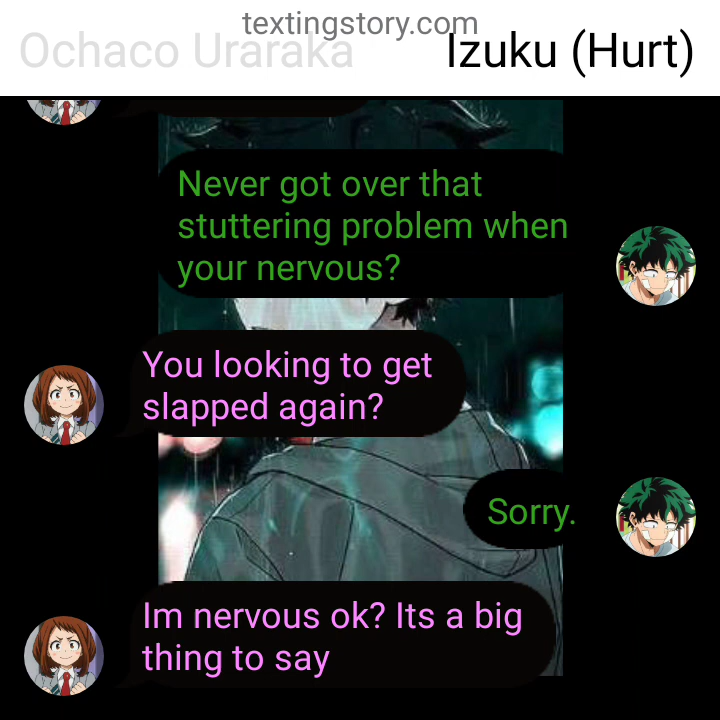 textingstory.com
Ochaco Uraraka
Izuku (Hurt)
Never got over that
stuttering problem when
your nervous?
You looking to get
slapped again?
Sorry.
Im nervous ok? Its a big
thing to say